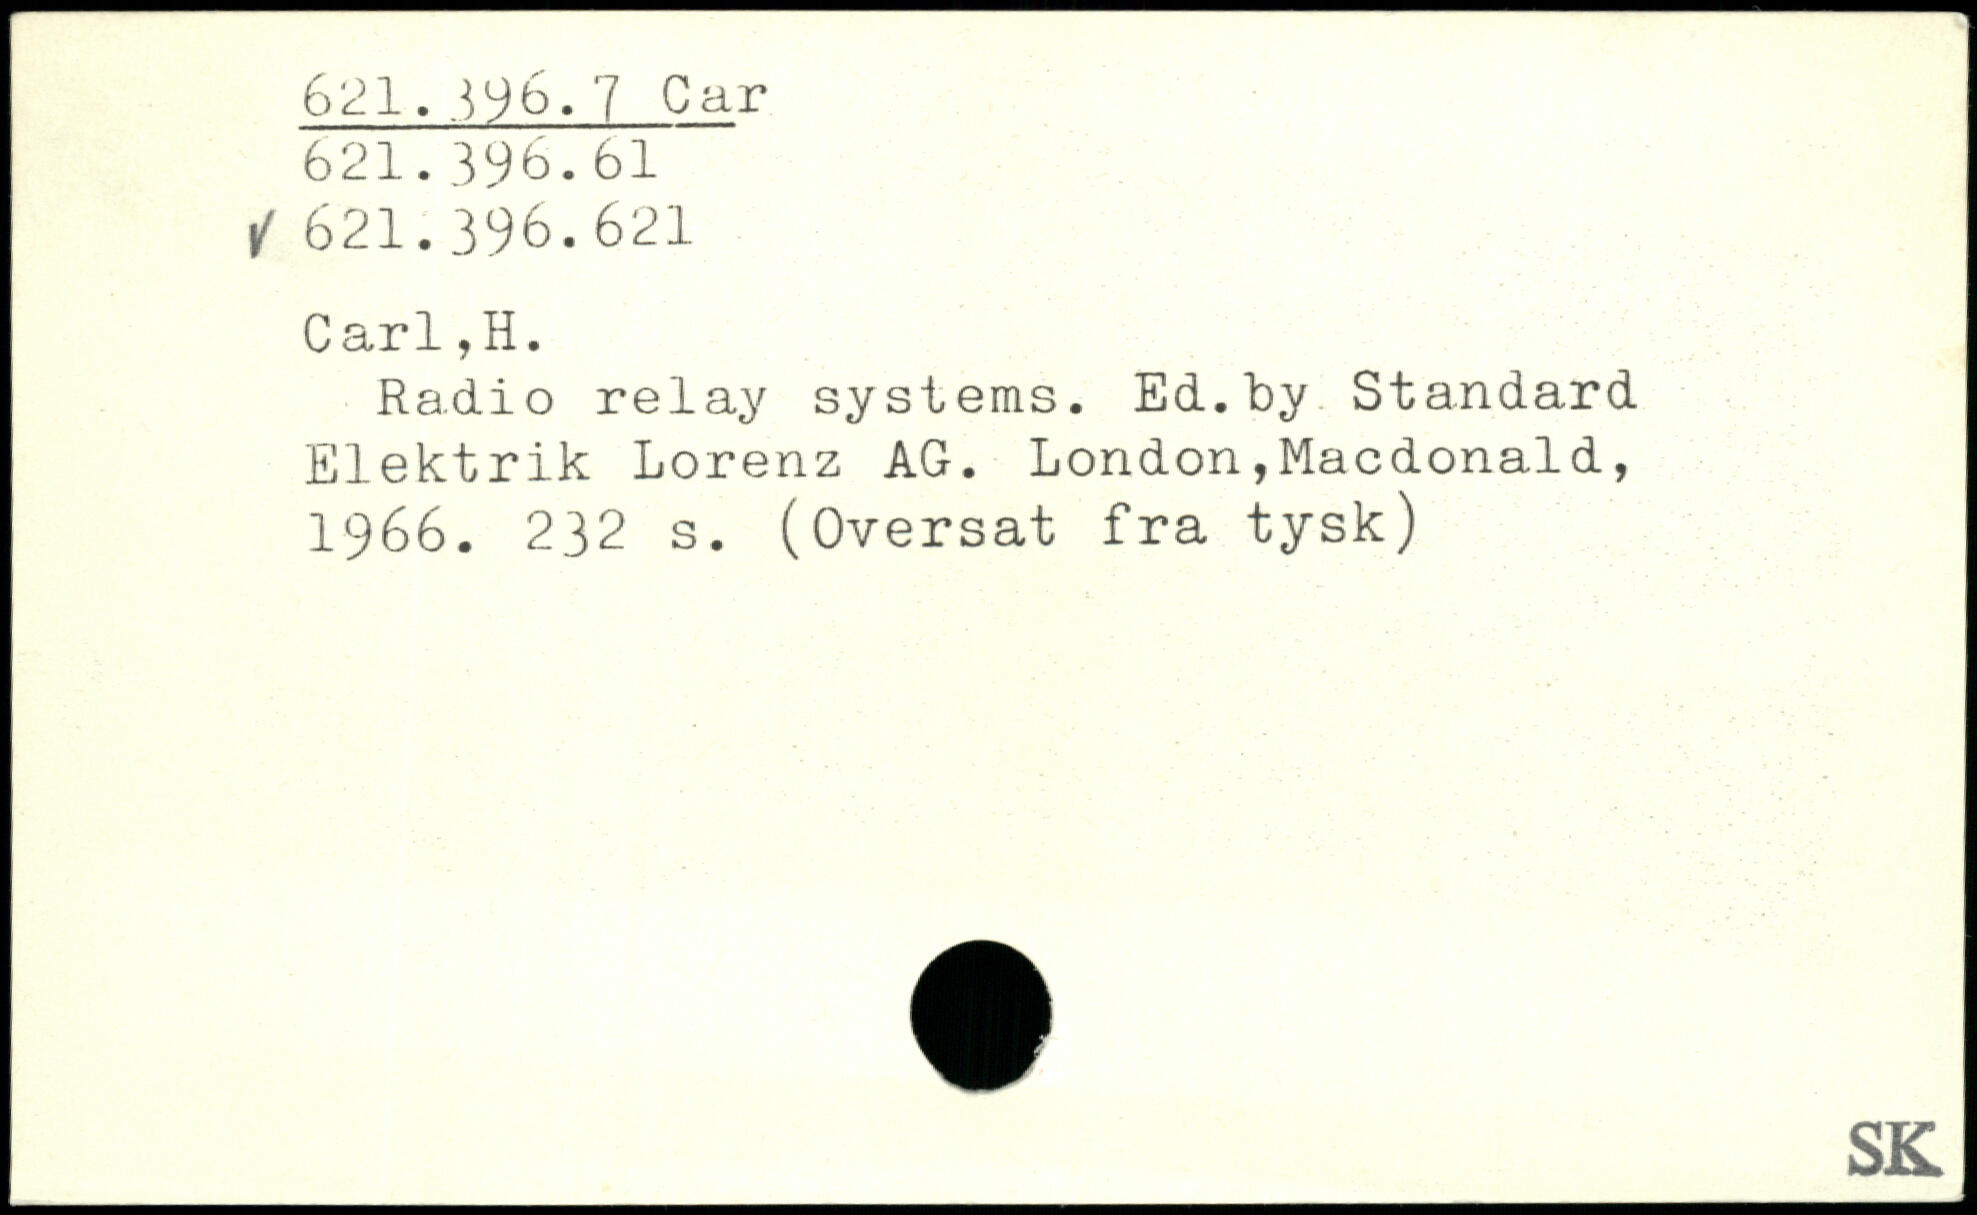 621.396.7 Car
621.396.61
✓ 621.396.621
Carl,H.
Radio relay systems. Ed.by Standard
Elektrik Lorenz AG. London,Macdonald,
1966. 232 s. (Oversat fra tysk)
SK